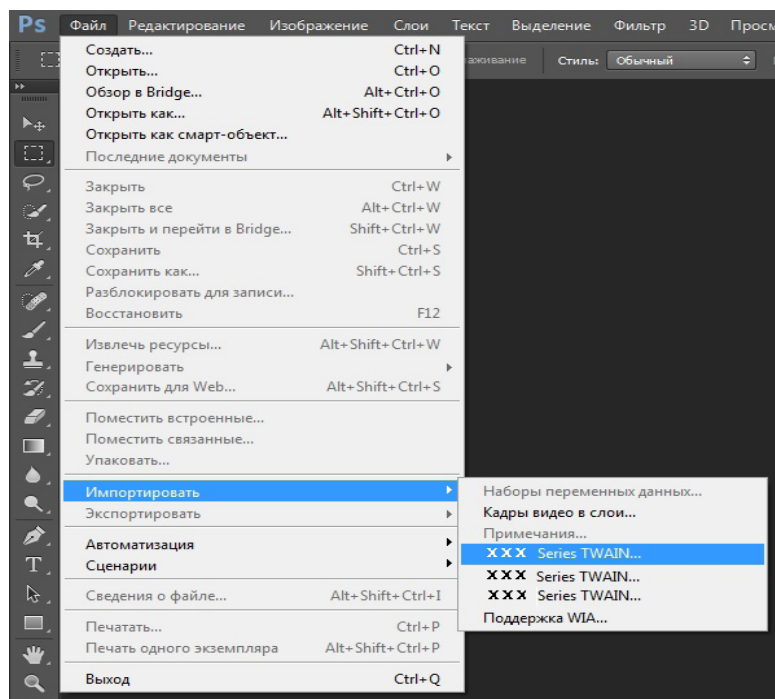 Ps Файл Редактирование Изображение Слои Текст Выделение Фильтр 3D Просм
аживание Стиль: Обычный
Создать... Ctrl+N
Открыть... Ctrl+O
Обзор в Bridge... Alt+Ctrl+O
Открыть как... Alt+Shift+Ctrl+O
Открыть как смарт-объект...
Последние документы
Закрыть Ctrl+W
Закрыть все Alt+Ctrl+W
Закрыть и перейти в Bridge... Shift+Ctrl+W
Сохранить Ctrl+S
Сохранить как... Shift+Ctrl+S
Разблокировать для записи...
Восстановить F12
Извлечь ресурсы... Alt+Shift+Ctrl+W
Генерировать
Сохранить для Web... Alt+Shift+Ctrl+S
Поместить встроенные...
Поместить связанные...
Упаковать...
Импортировать
Экспортировать
Автоматизация
Сценарии
Сведения о файле... Alt+Shift+Ctrl+I
Печатать... Ctrl+P
Печать одного экземпляра Alt+Shift+Ctrl+P
Выход Ctrl+Q
Наборы переменных данных...
Кадры видео в слои...
Примечания...
XXX Series TWAIN...
XXX Series TWAIN...
XXX Series TWAIN...
Поддержка WIA...